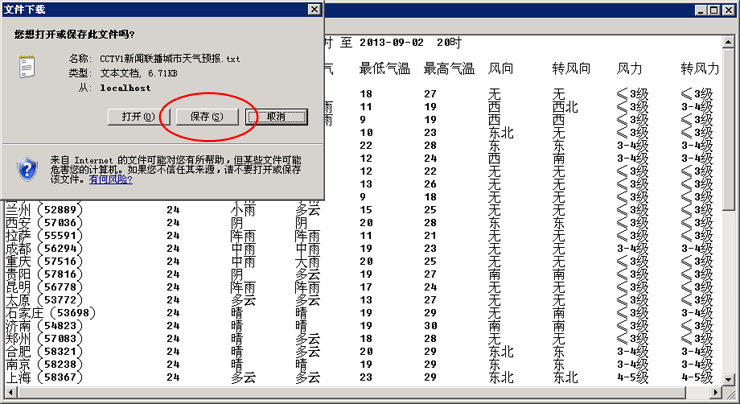 文件下载
您想打开或保存此文件吗?
名称: CCTV1新闻联播城市天气预报.txt
类型: 文本文档, 6.71KB
从: localhost
打开(O) 保存(S) 取消
来自 Internet 的文件可能对您有所帮助,但某些文件可能
危害您的计算机。如果您不信任其来源,请不要打开或保存
该文件。有何风险?
时 至 2013-09-02 20时
气 最低气温 最高气温 风向 转风向 风力 转风力
18 27 无 无 ≤3级 ≤3级
雨 11 19 西 西北 ≤3级 3-4级
雨 9 19 西 西 ≤3级 ≤3级
10 23 东北 无 ≤3级 ≤3级
22 28 东 东 3-4级 3-4级
12 24 西 南 ≤3级 3-4级
12 22 无 无 ≤3级 ≤3级
13 26 无 无 ≤3级 ≤3级
9 18 无 无 ≤3级 ≤3级
兰州(52889) 24 小雨 多云 15 25 无 无 ≤3级 ≤3级
西安(57036) 24 阴 阴 20 28 东 东 ≤3级 ≤3级
拉萨(55591) 24 阵雨 阵雨 11 21 无 无 ≤3级 ≤3级
成都(56294) 24 中雨 中雨 19 23 无 无 3-4级 3-4级
重庆(57516) 24 中雨 大雨 20 25 无 无 ≤3级 ≤3级
贵阳(57816) 24 阴 多云 19 27 南 南 ≤3级 ≤3级
昆明(56778) 24 阵雨 阵雨 17 24 无 无 ≤3级 ≤3级
太原(53772) 24 多云 多云 13 27 无 无 ≤3级 ≤3级
石家庄(53698) 24 晴 晴 19 29 无 南 ≤3级 3-4级
济南(54823) 24 晴 晴 19 30 南 南 ≤3级 ≤3级
郑州(57083) 24 晴 多云 18 28 无 无 ≤3级 ≤3级
合肥(58321) 24 晴 多云 20 29 东北 东 3-4级 3-4级
南京(58238) 24 晴 晴 19 29 东 东 3-4级 3-4级
上海(58367) 24 多云 多云 23 29 东北 东北 4-5级 4-5级